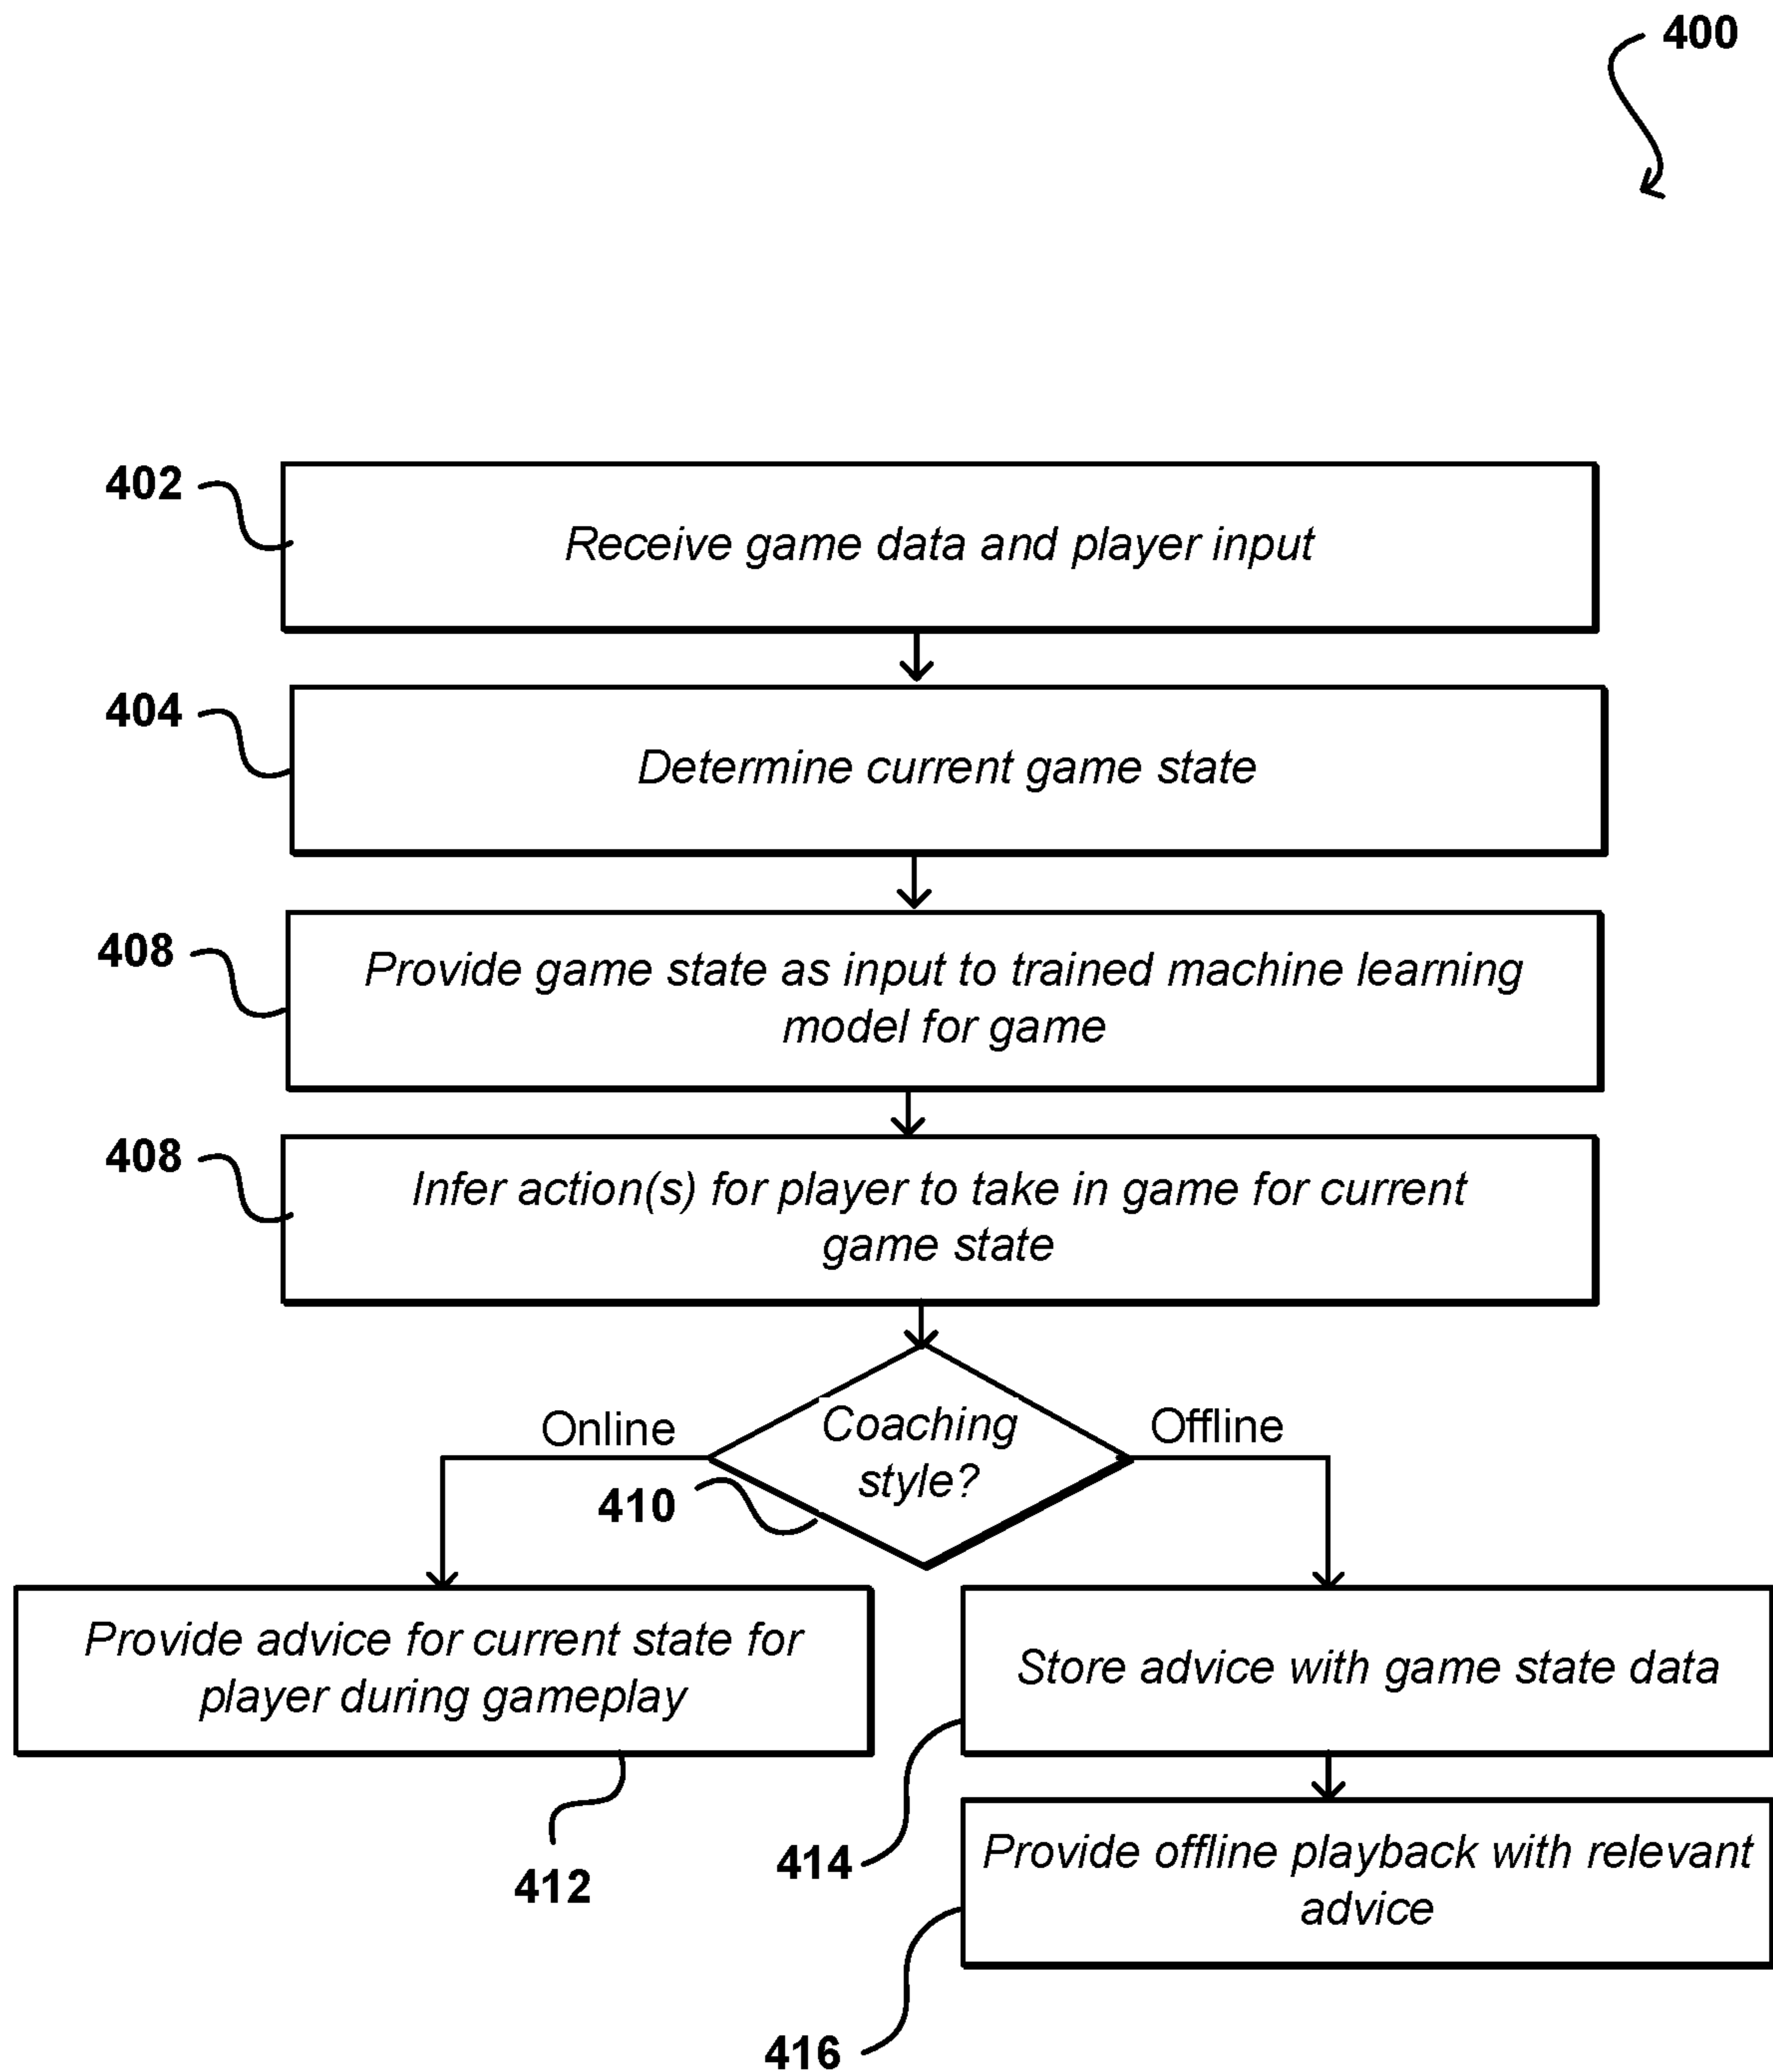 400
402
Receive game data and player input
404
Determine current game state
408
Provide game state as input to trained machine learning
model for game
408
Infer action(s) for player to take in game for current
game state
Online
Coaching
style?
Offline
410
Provide advice for current state for
player during gameplay
412
Store advice with game state data
414
Provide offline playback with relevant
advice
416